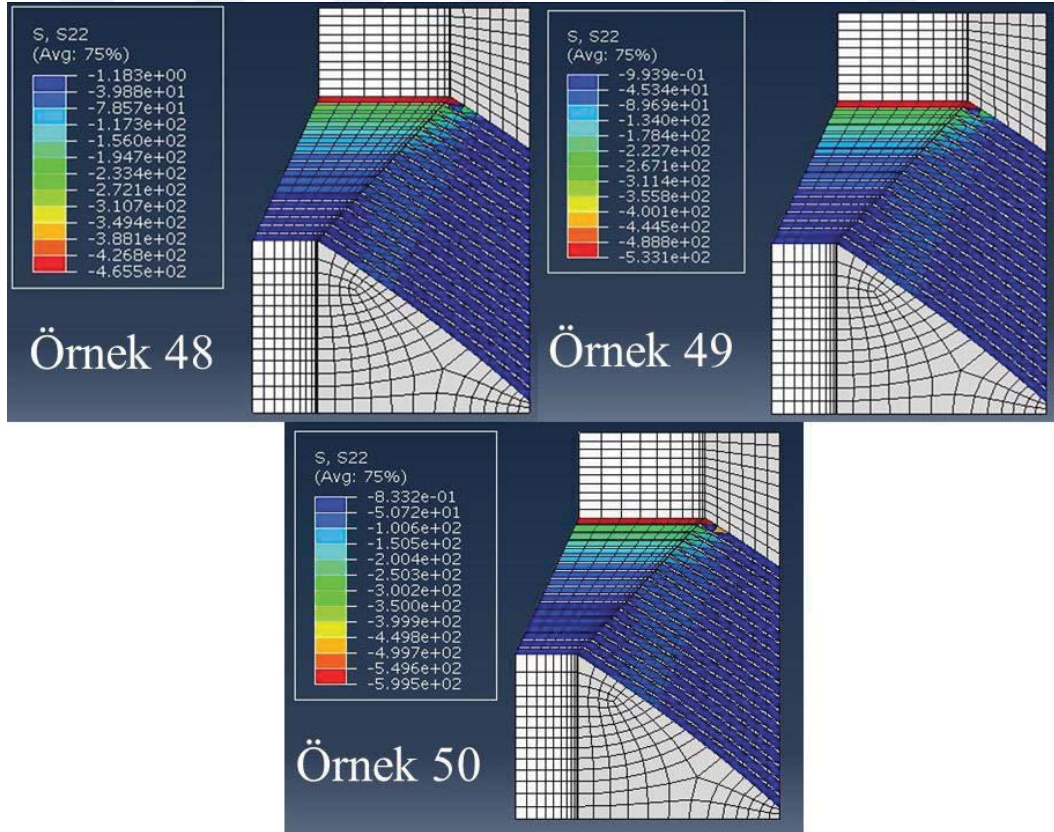 S, S22
(Avg: 75%)
-1.183e+00
-3.988e+01
-7.857e+01
-1.173e+02
-1.560e+02
-1.947e+02
-2.334e+02
-2.721e+02
-3.107e+02
-3.494e+02
-3.881e+02
-4.268e+02
-4.655e+02
Örnek 48
S, S22
(Avg: 75%)
-9.939e-01
-4.534e+01
-8.969e+01
-1.340e+02
-1.784e+02
-2.227e+02
-2.671e+02
-3.114e+02
-3.558e+02
-4.001e+02
-4.445e+02
-4.888e+02
-5.331e+02
Örnek 49
S, S22
(Avg: 75%)
-8.332e-01
-5.072e+01
-1.006e+02
-1.505e+02
-2.004e+02
-2.503e+02
-3.002e+02
-3.500e+02
-3.999e+02
-4.498e+02
-4.997e+02
-5.496e+02
-5.995e+02
Örnek 50